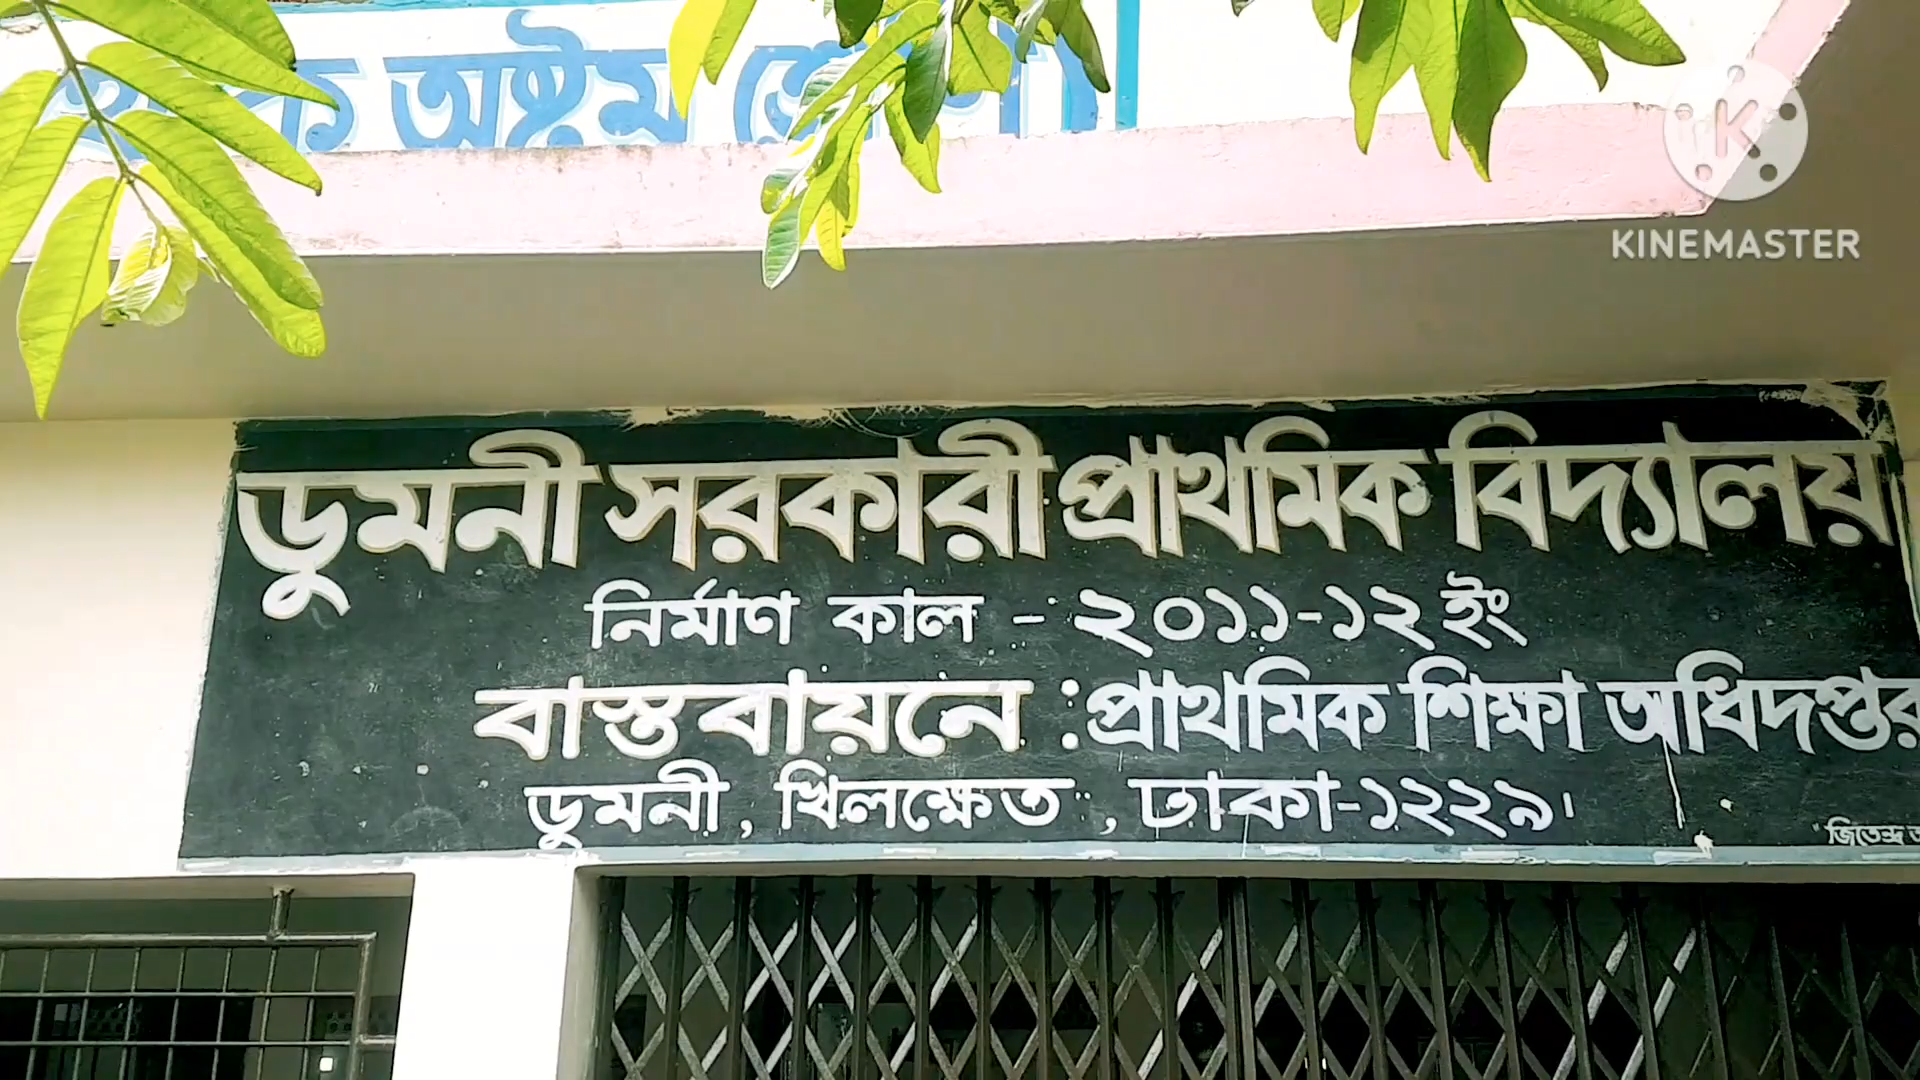 অষ্টম শ্রেণী
KINEMASTER
ডুমনী সরকারী প্রাথমিক বিদ্যালয়
নির্মাণ কাল - ২০১১-১২ ইং
বাস্তবায়নে : প্রাথমিক শিক্ষা অধিদপ্তর
ডুমনী, খিলক্ষেত, ঢাকা-১২২৯।
জিতেন্দ্র